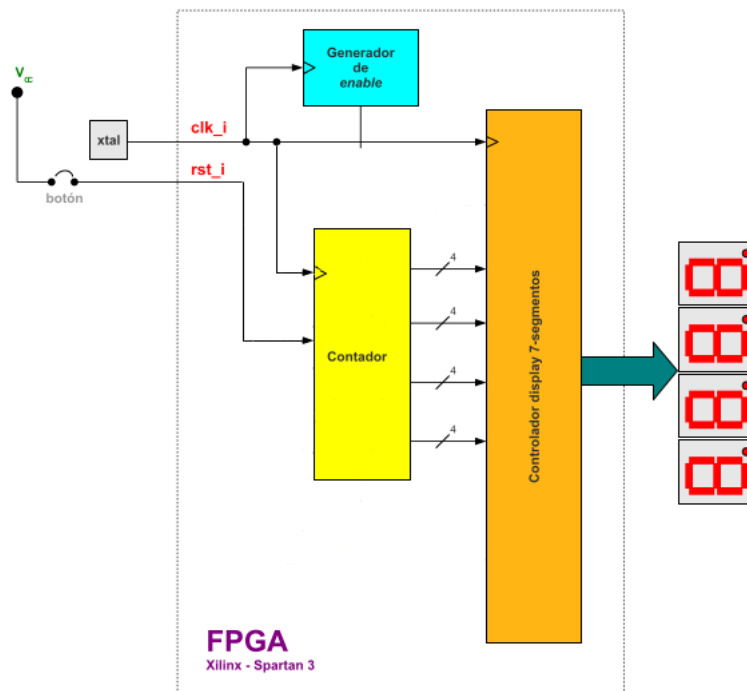 Generador
de
enable
V_R
xtal
clk_i
rst_i
botón
4
4
Contador
4
4
Controlador display 7-segmentos
FPGA
Xilinx - Spartan 3